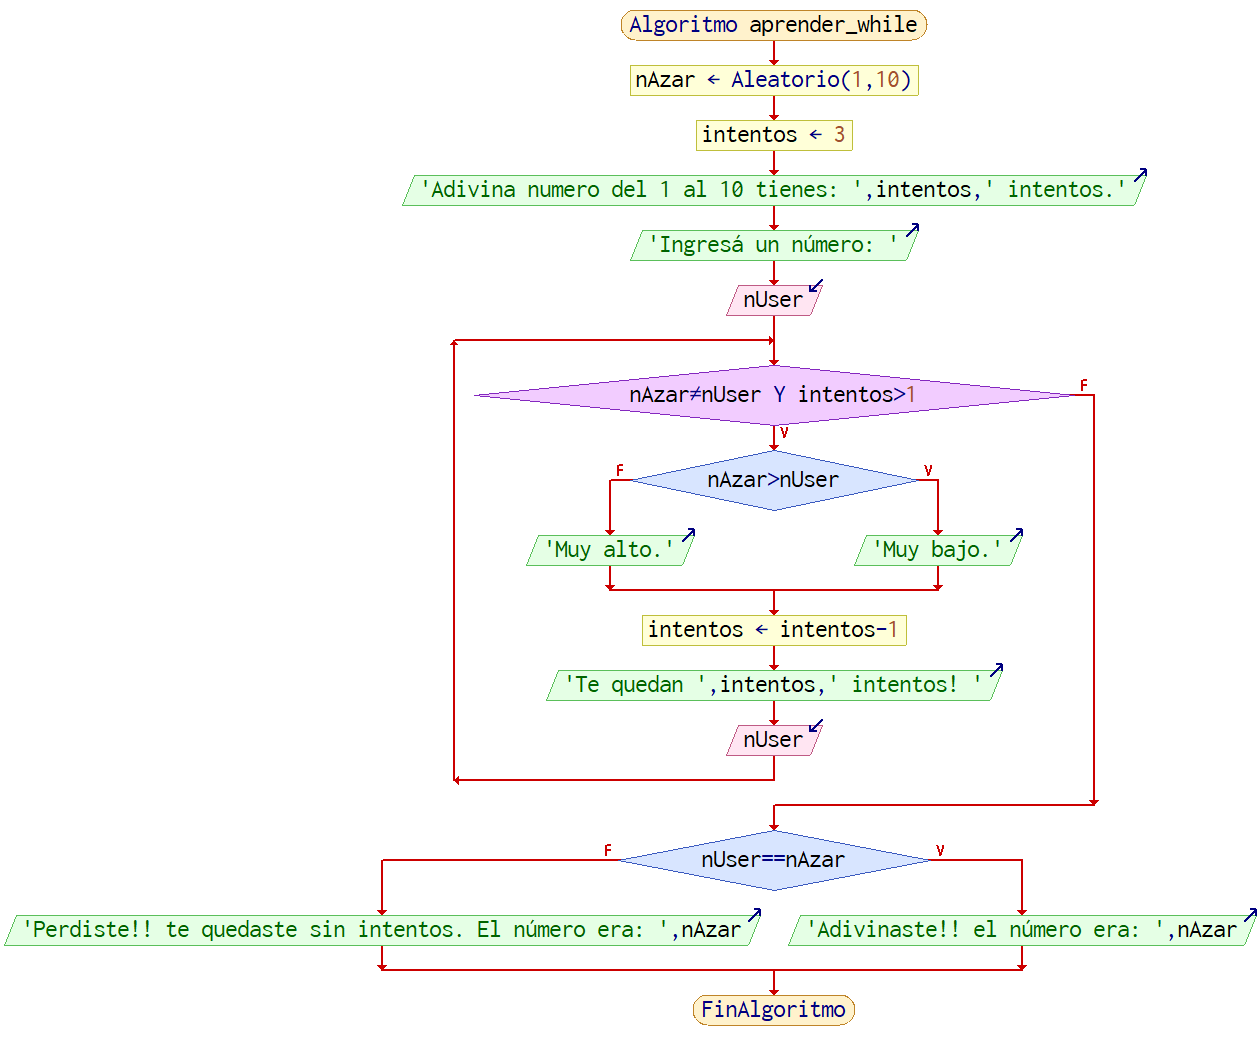 Algoritmo aprender_while
nAzar ← Aleatorio(1,10)
intentos ← 3
'Adivina numero del 1 al 10 tienes: ',intentos,' intentos.'
'Ingresá un número: '
nUser
nAzar≠nUser Y intentos>1
F
V
nAzar>nUser
F
V
'Muy alto.'
'Muy bajo.'
intentos ← intentos-1
'Te quedan ',intentos,' intentos! '
nUser
nUser==nAzar
F
V
'Perdiste!! te quedaste sin intentos. El número era: ',nAzar
'Adivinaste!! el número era: ',nAzar
FinAlgoritmo